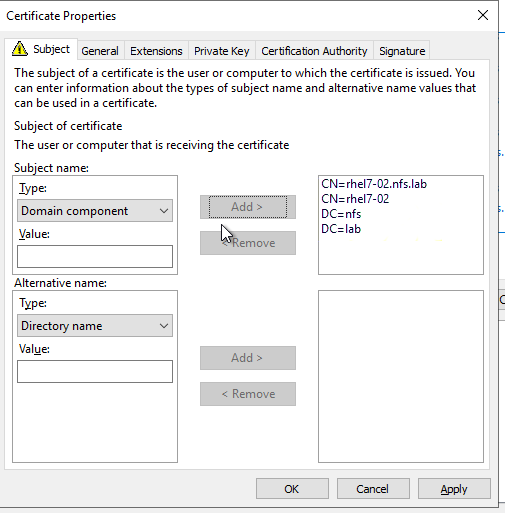 Certificate Properties
Subject
General
Extensions
Private Key
Certification Authority
Signature
The subject of a certificate is the user or computer to which the certificate is issued. You
can enter information about the types of subject name and alternative name values that
can be used in a certificate.
Subject of certificate
The user or computer that is receiving the certificate
Subject name:
Type:
Domain component
Value:
Add >
< Remove
CN=rhel7-02.nfs.lab
CN=rhel7-02
DC=nfs
DC=lab
Alternative name:
Type:
Directory name
Value:
Add >
< Remove
OK
Cancel
Apply